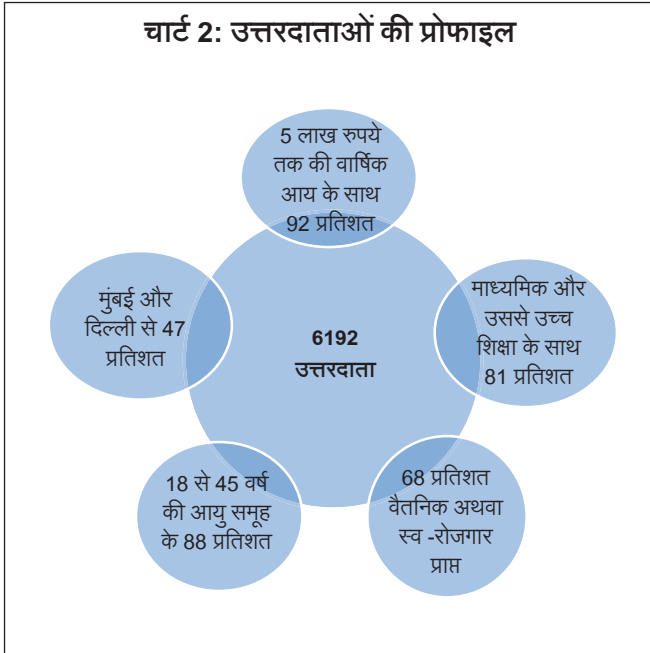 चार्ट 2: उत्तरदाताओं की प्रोफाइल
5 लाख रुपये
तक की वार्षिक
आय के साथ
92 प्रतिशत
माध्यमिक और
उससे उच्च
शिक्षा के साथ
81 प्रतिशत
68 प्रतिशत
वैतनिक अथवा
स्व -रोजगार
प्राप्त
18 से 45 वर्ष
की आयु समूह
के 88 प्रतिशत
मुंबई और
दिल्ली से 47
प्रतिशत
6192
उत्तरदाता